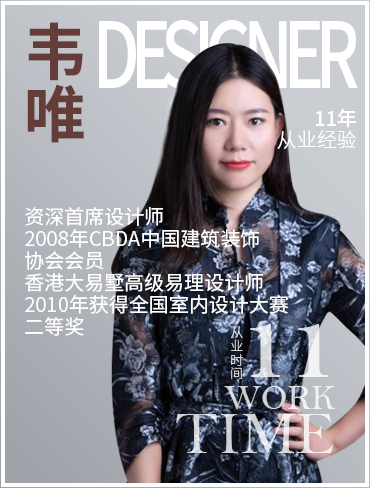 韦唯
DESIGNER
11年
从业经验
资深首席设计师
2008年CBDA中国建筑装饰
协会会员
香港大易墅高级易理设计师
2010年获得全国室内设计大赛
二等奖
从业时间
11
WORK
TIME